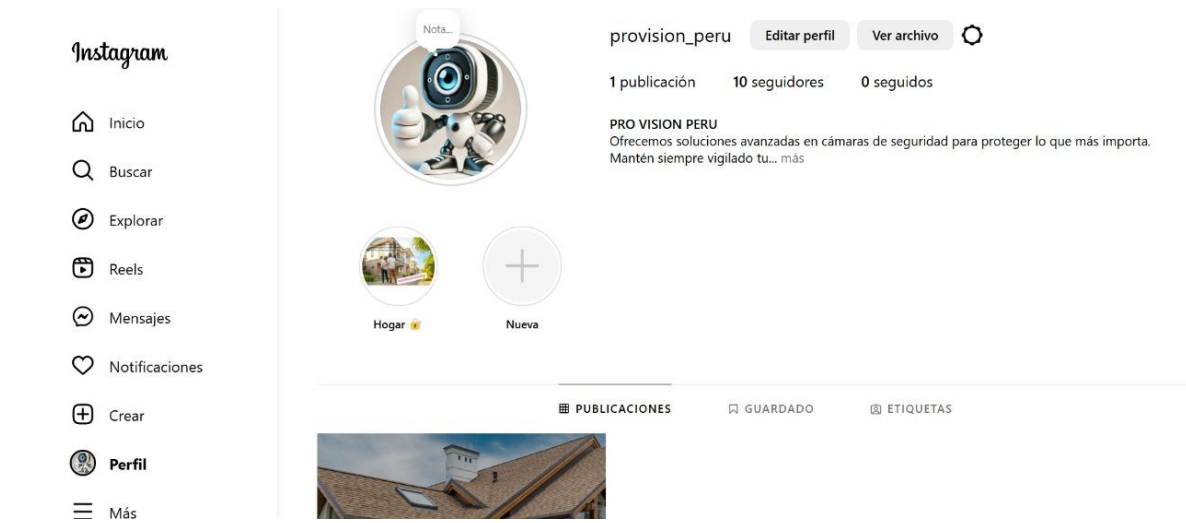 Instagram
Inicio
Buscar
Explorar
Reels
Mensajes
Notificaciones
Crear
Perfil
Más
Nota...
provision_peru Editar perfil Ver archivo
1 publicación 10 seguidores 0 seguidos
PRO VISION PERU
Ofrecemos soluciones avanzadas en cámaras de seguridad para proteger lo que más importa.
Mantén siempre vigilado tu... más
Hogar 🔐
Nueva
PUBLICACIONES GUARDADO ETIQUETAS